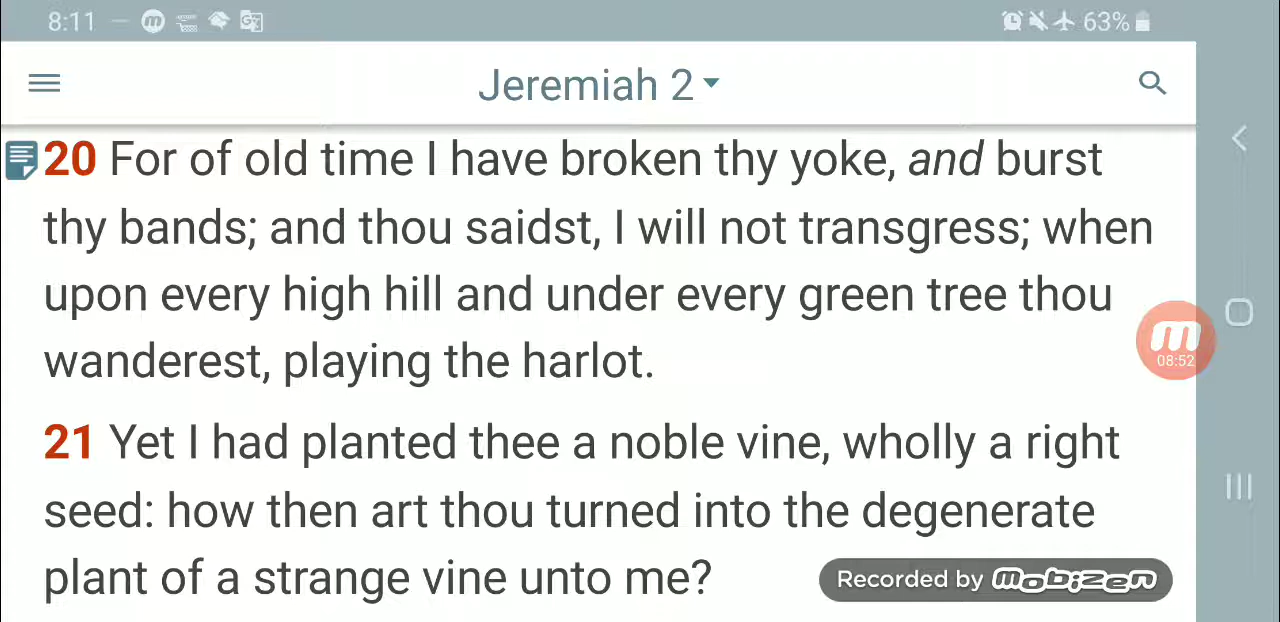 8:11
63%
Jeremiah 2
20 For of old time I have broken thy yoke, and burst
thy bands; and thou saidst, I will not transgress; when
upon every high hill and under every green tree thou
wanderest, playing the harlot.
08:52
21 Yet I had planted thee a noble vine, wholly a right
seed: how then art thou turned into the degenerate
plant of a strange vine unto me?
Recorded by mobizen